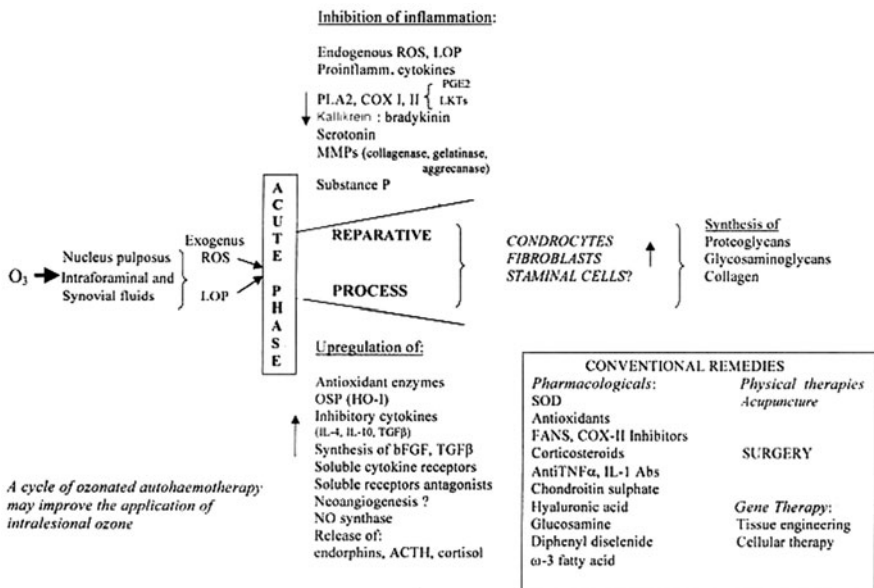 Inhibition of inflammation:
Endogenous ROS, LOP
Proinflamm. cytokines
PLA2, COX I, II { PGE2
LKTs
Kallikrein : bradykinin
Serotonin
MMPs (collagenase, gelatinase,
aggrecanase)
Substance P
O3
Nucleus pulposus
Intraforaminal and
Synovial fluids
Exogenus
ROS
LOP
ACUTE PHASE
REPARATIVE
PROCESS
CONDROCYTES
FIBROBLASTS
STAMINAL CELLS?
Synthesis of
Proteoglycans
Glycosaminoglycans
Collagen
Upregulation of:
Antioxidant enzymes
OSP (HO-I)
Inhibitory cytokines
(IL-4, IL-10, TGFβ)
Synthesis of bFGF, TGFβ
Soluble cytokine receptors
Soluble receptors antagonists
Neoangiogenesis ?
NO synthase
Release of:
endorphins, ACTH, cortisol
A cycle of ozonated autohaemotherapy
may improve the application of
intralesional ozone
CONVENTIONAL REMEDIES
Pharmacologicals: Physical therapies
SOD Acupuncture
Antioxidants
FANS, COX-II Inhibitors
Corticosteroids SURGERY
AntiTNFα, IL-1 Abs
Chondroitin sulphate
Hyaluronic acid Gene Therapy:
Glucosamine Tissue engineering
Diphenyl diselenide Cellular therapy
ω-3 fatty acid